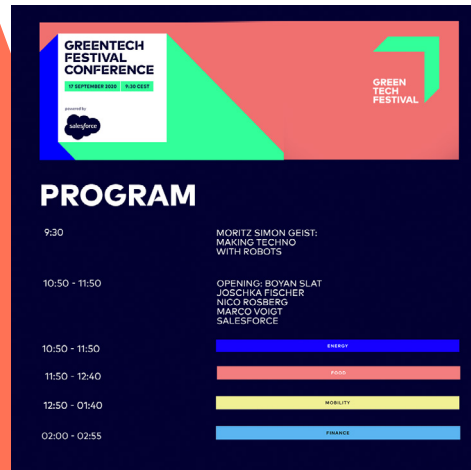 GREENTECH
FESTIVAL
CONFERENCE
17 SEPTEMBER 2020 9:30 CEST
powered by
salesforce
GREEN
TECH
FESTIVAL
PROGRAM
9:30
MORITZ SIMON GEIST:
MAKING TECHNO
WITH ROBOTS
10:50 - 11:50
OPENING: BOYAN SLAT
JOSCHKA FISCHER
NICO ROSBERG
MARCO VOIGT
SALESFORCE
10:50 - 11:50 ENERGY
11:50 - 12:40 FOOD
12:50 - 01:40 MOBILITY
02:00 - 02:55 FINANCE